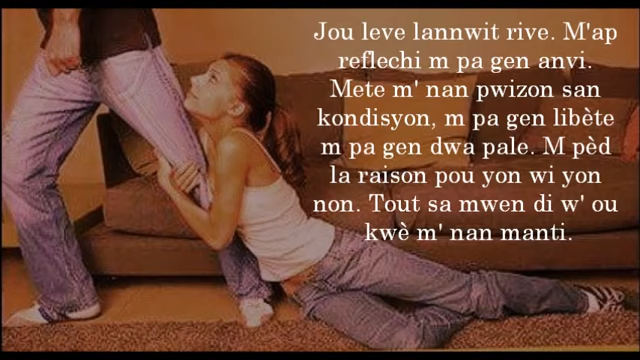 Jou leve lannwit rive. M'ap
reflechi m pa gen anvi.
Mete m' nan pwizon san
kondisyon, m pa gen libète
m pa gen dwa pale. M pèd
la raison pou yon wi yon
non. Tout sa mwen di w' ou
kwè m' nan manti.